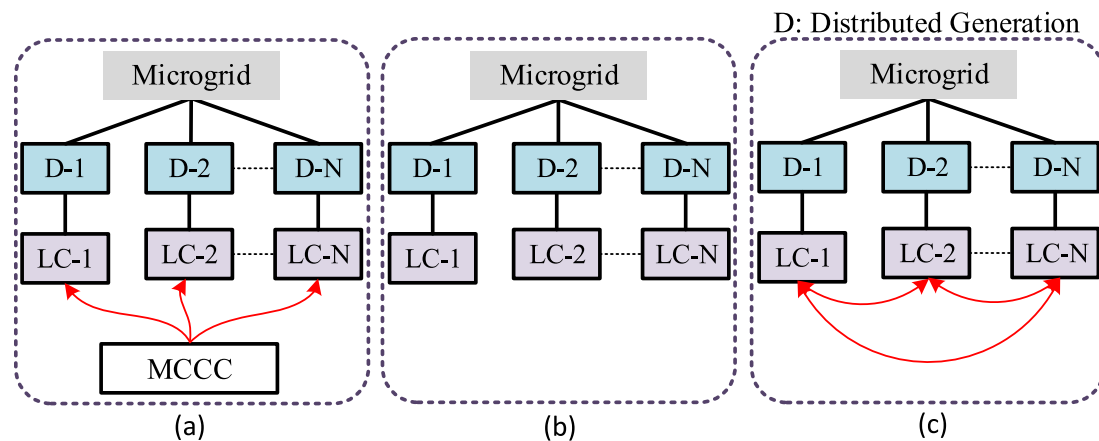 D: Distributed Generation
Microgrid
D-1
D-2
D-N
LC-1
LC-2
LC-N
MCCC
(a)
Microgrid
D-1
D-2
D-N
LC-1
LC-2
LC-N
(b)
Microgrid
D-1
D-2
D-N
LC-1
LC-2
LC-N
(c)